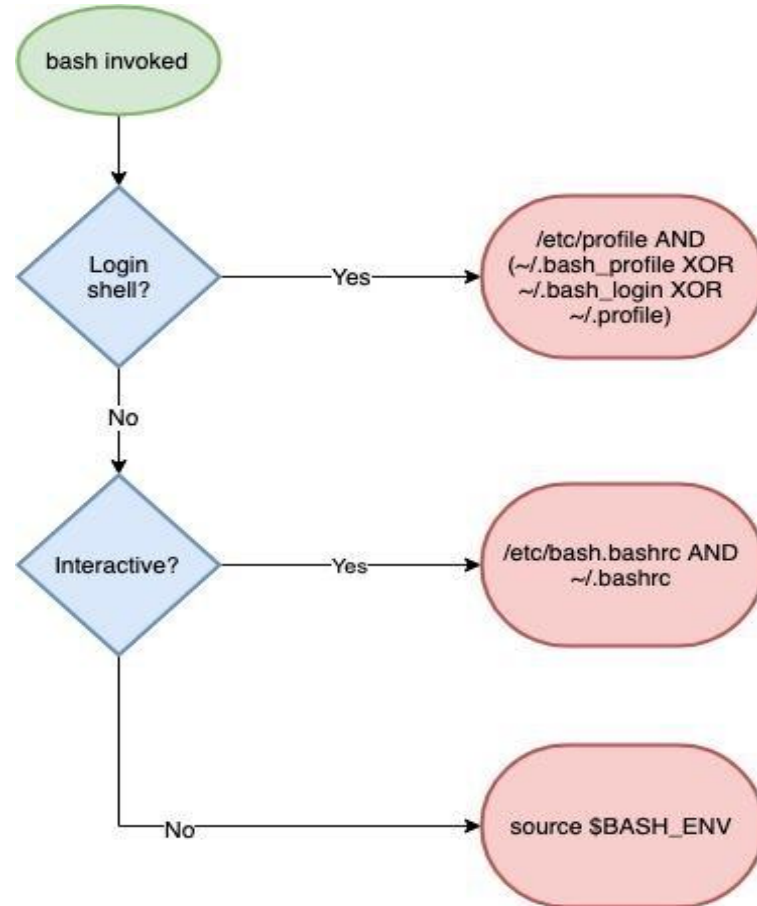 bash invoked
Login
shell?
Yes
/etc/profile AND
(~/.bash_profile XOR
~/.bash_login XOR
~/.profile)
No
Interactive?
Yes
/etc/bash.bashrc AND
~/.bashrc
No
source $BASH_ENV